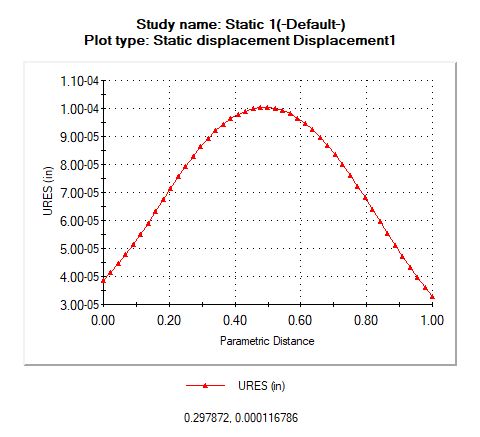 Study name: Static 1(-Default-)
Plot type: Static displacement Displacement1
1.10-04
1.00-04
9.00-05
8.00-05
7.00-05
6.00-05
5.00-05
4.00-05
3.00-05
URES (in)
0.00 0.20 0.40 0.60 0.80 1.00
Parametric Distance
URES (in)
0.297872, 0.000116786